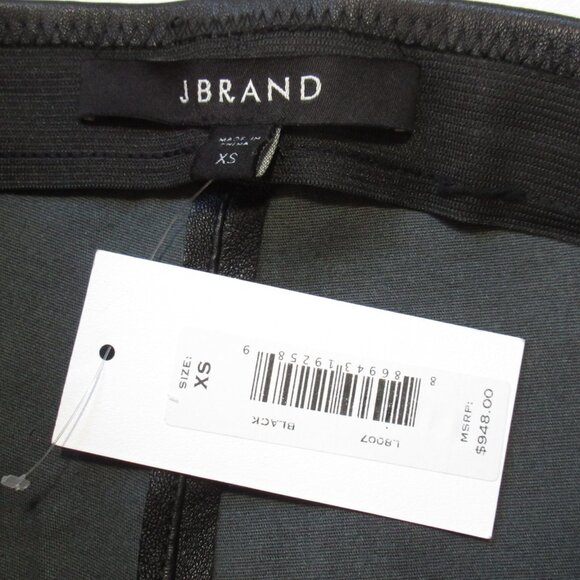 JBRAND
MADE IN
CHINA
XS
SIZE:
XS
8 86943 19258 9
BLACK
L8007
MSRP:
$948.00